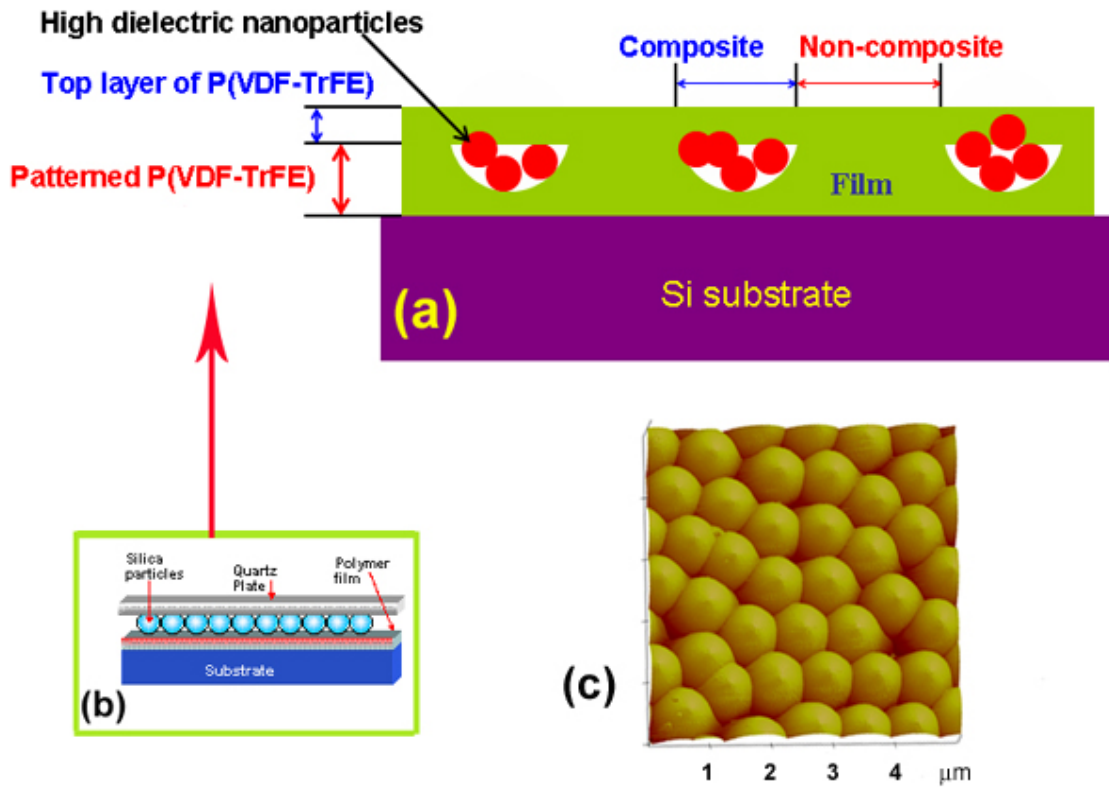 High dielectric nanoparticles
Composite
Non-composite
Top layer of P(VDF-TrFE)
Patterned P(VDF-TrFE)
Film
(a)
Si substrate
Silica
particles
Quartz
Plate
Polymer
film
Substrate
(b)
(c)
1 2 3 4 μm